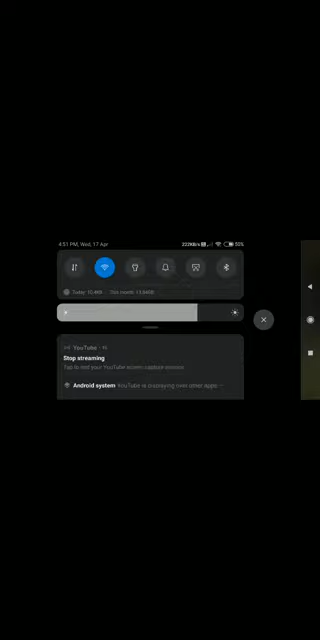 4:51 PM, Wed, 17 Apr 222KB/s 50%
YouTube
Stop streaming
Tap to end your YouTube screen capture session
Android system YouTube is displaying over other apps